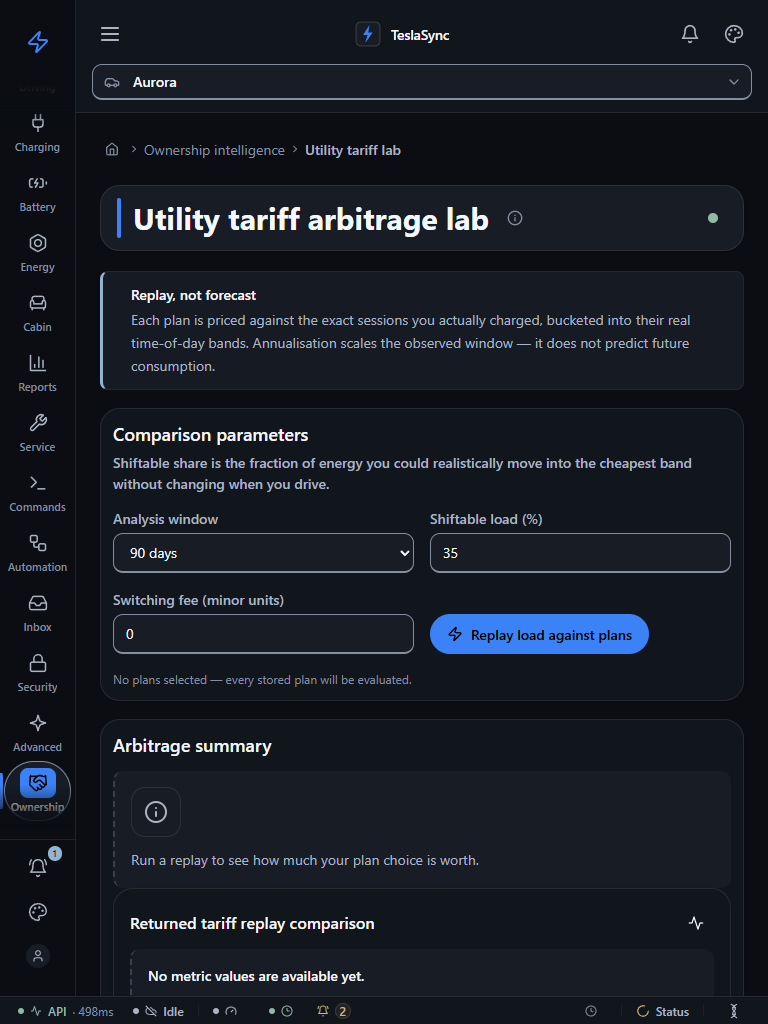 TeslaSync
Aurora
Ownership intelligence
Utility tariff lab
Charging
Battery
Energy
Cabin
Reports
Service
Commands
Automation
Inbox
Security
Advanced
Ownership
1
Utility tariff arbitrage lab
Replay, not forecast
Each plan is priced against the exact sessions you actually charged, bucketed into their real
time-of-day bands. Annualisation scales the observed window — it does not predict future
consumption.
Comparison parameters
Shiftable share is the fraction of energy you could realistically move into the cheapest band
without changing when you drive.
Analysis window
90 days
Shiftable load (%)
35
Switching fee (minor units)
0
Replay load against plans
No plans selected — every stored plan will be evaluated.
Arbitrage summary
Run a replay to see how much your plan choice is worth.
Returned tariff replay comparison
No metric values are available yet.
API · 498ms
Idle
2
Status